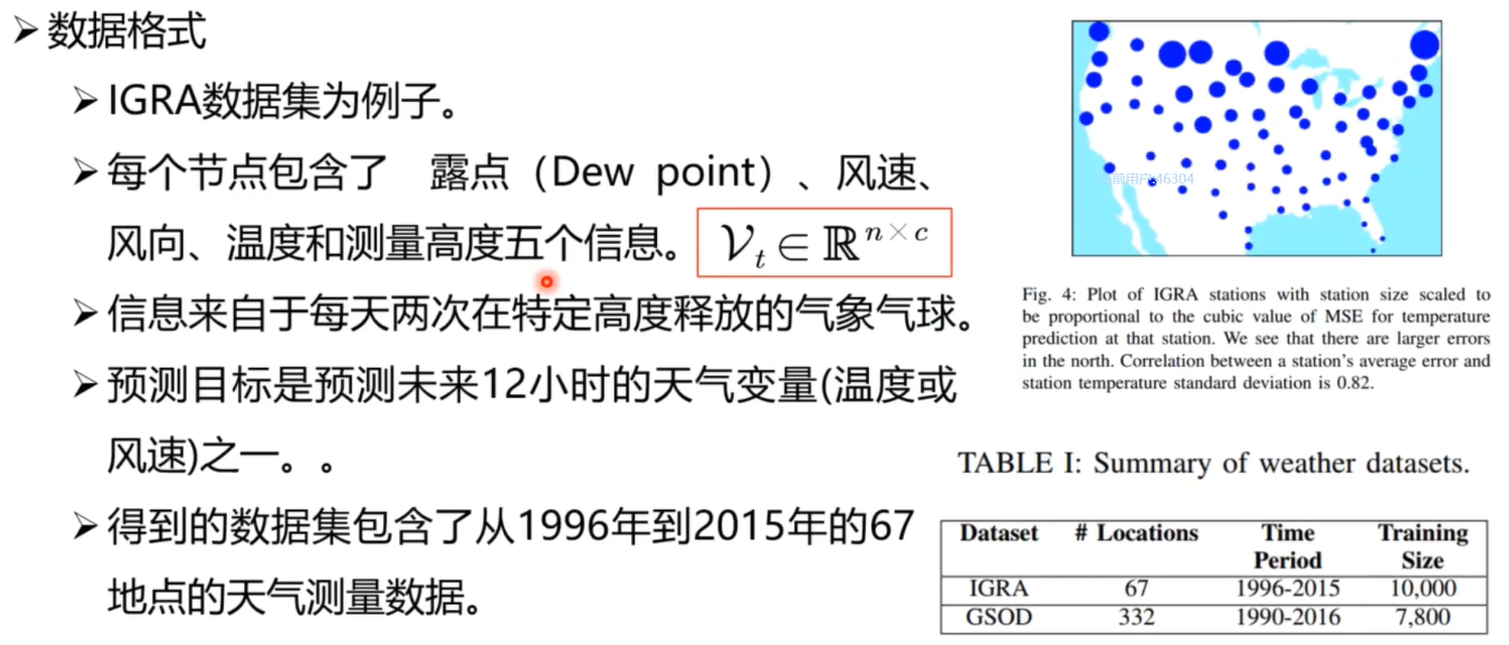 ➢ 数据格式
➢ IGRA数据集为例子。
➢ 每个节点包含了 露点（Dew point）、风速、
风向、温度和测量高度五个信息。 𝒱ₜ ∈ ℝⁿ ˣ ᶜ
➢ 信息来自于每天两次在特定高度释放的气象气球。
➢ 预测目标是预测未来12小时的天气变量(温度或
风速)之一。。
➢ 得到的数据集包含了从1996年到2015年的67
地点的天气测量数据。
前用户:46304
Fig. 4: Plot of IGRA stations with station size scaled to
be proportional to the cubic value of MSE for temperature
prediction at that station. We see that there are larger errors
in the north. Correlation between a station's average error and
station temperature standard deviation is 0.82.
TABLE I: Summary of weather datasets.
Dataset # Locations Time Training
Period Size
IGRA 67 1996-2015 10,000
GSOD 332 1990-2016 7,800